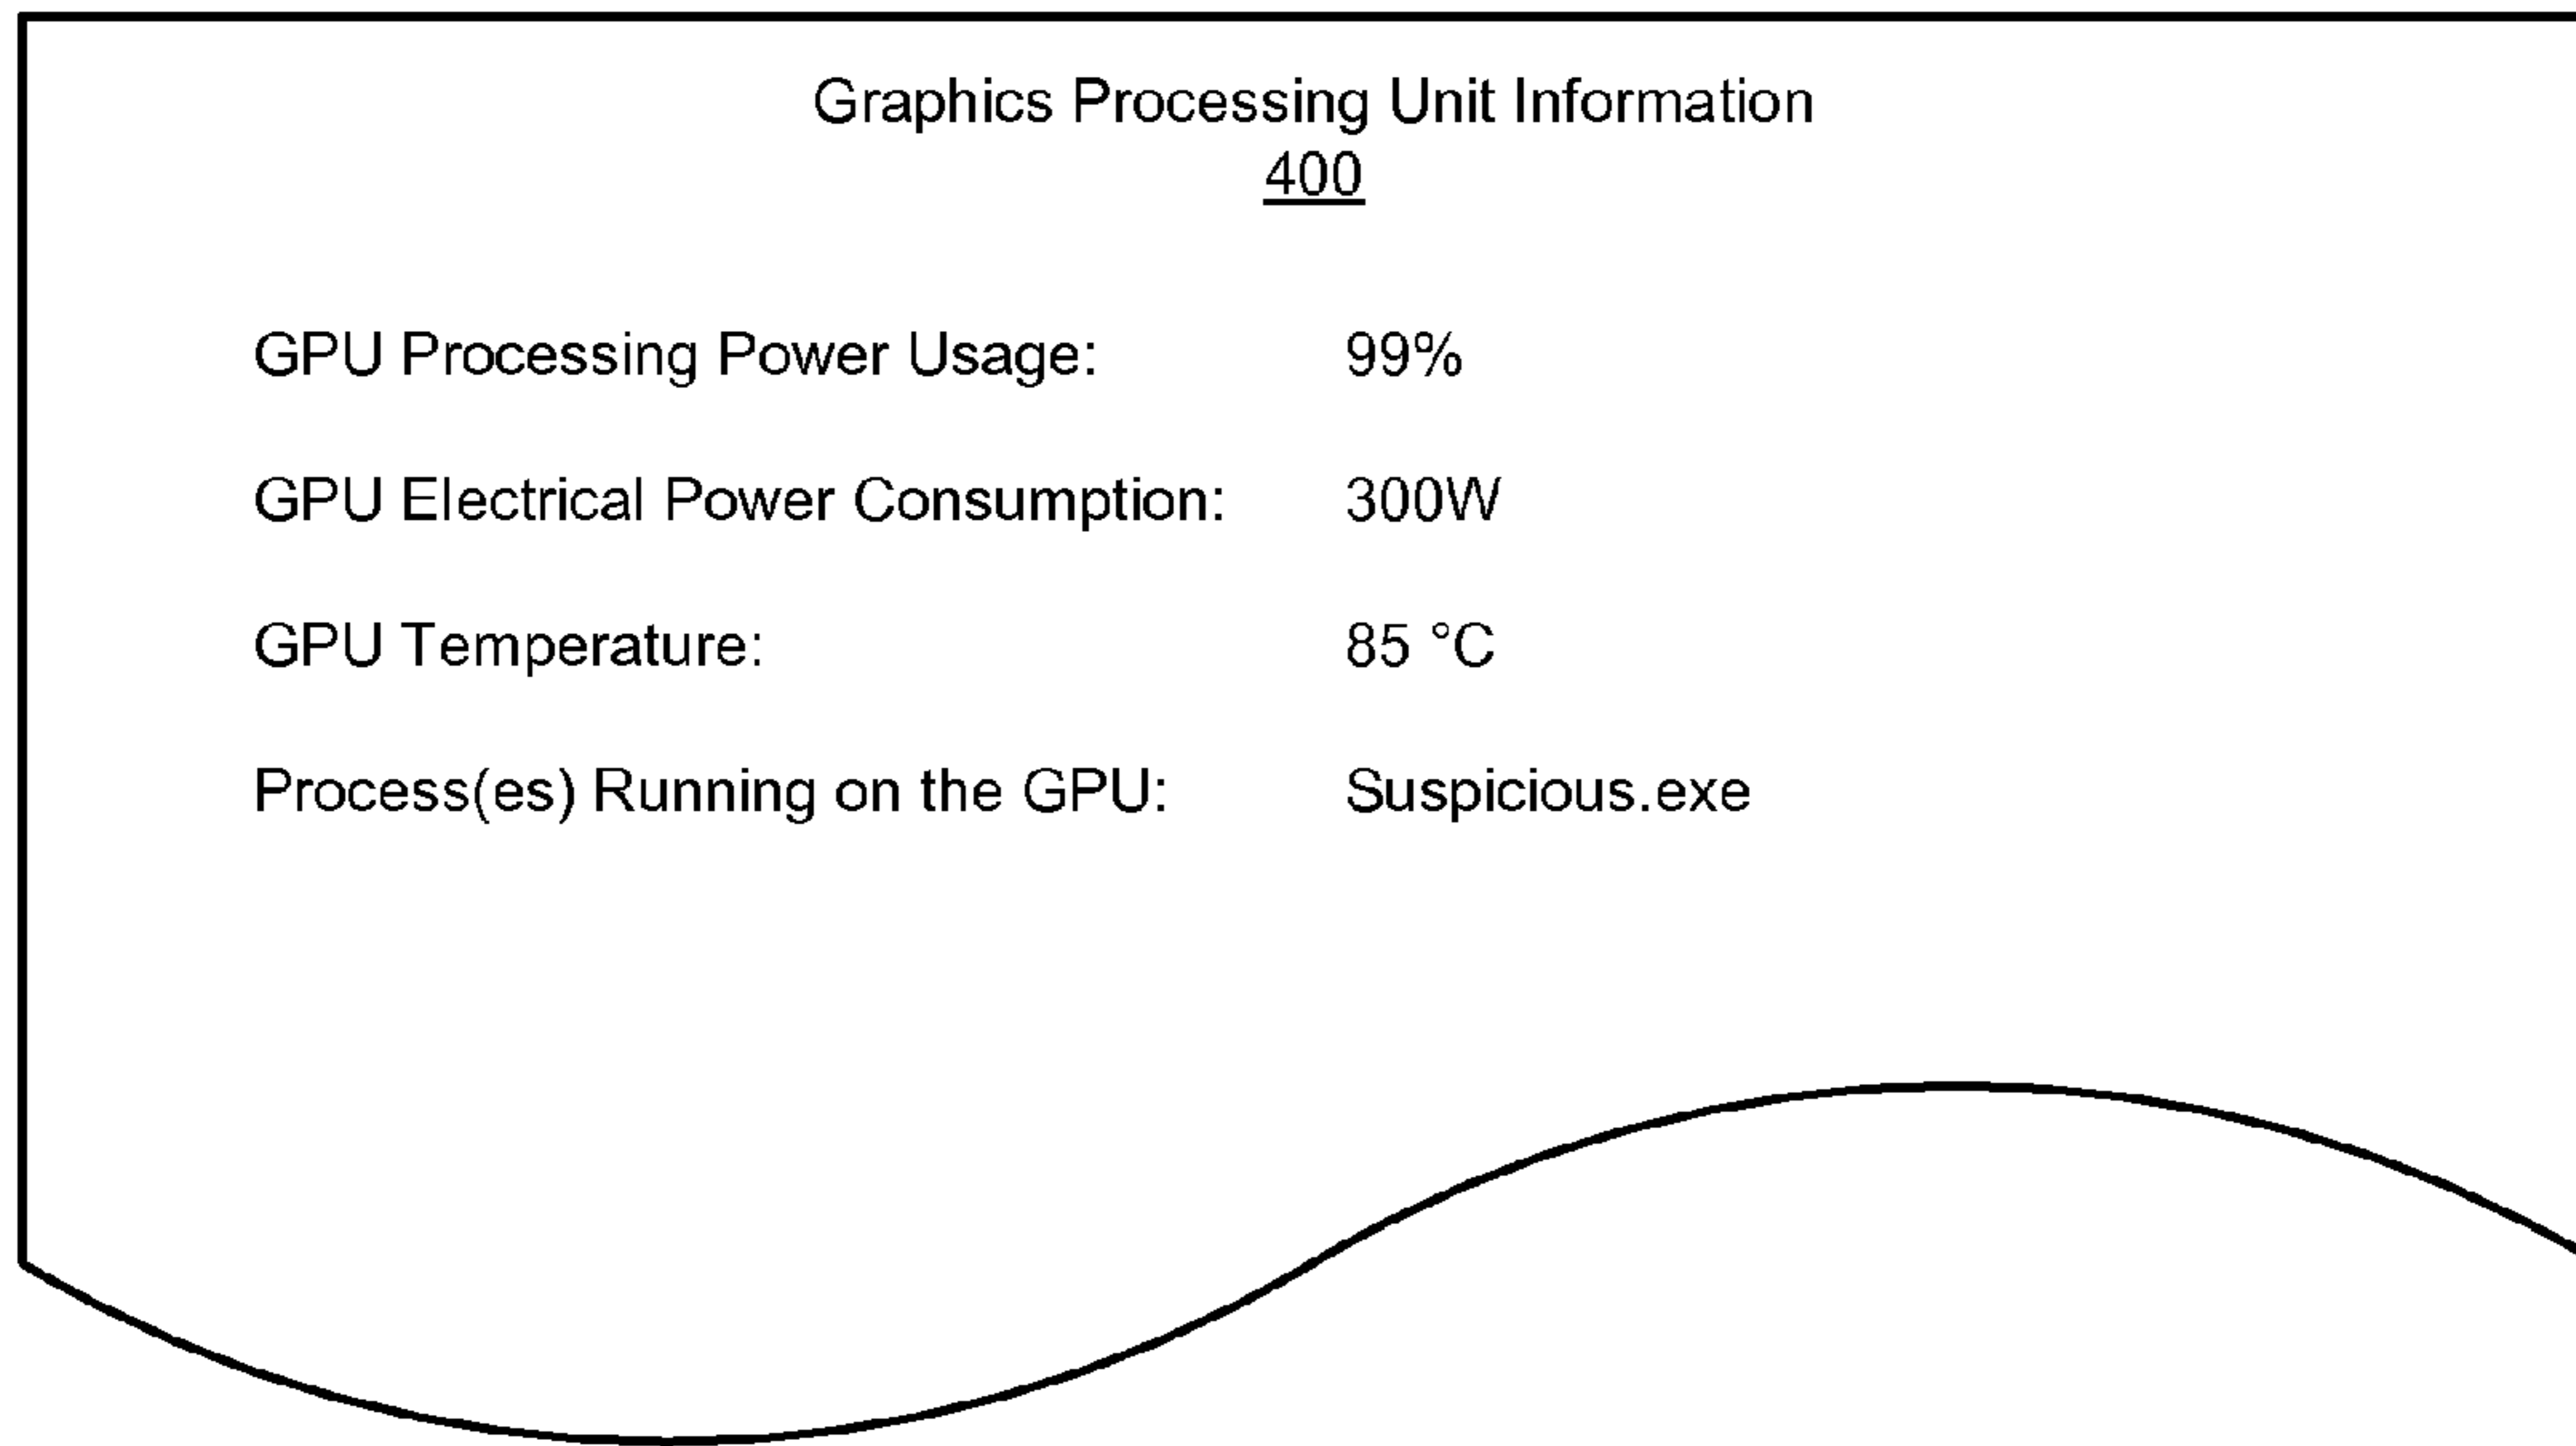 Graphics Processing Unit Information
400
GPU Processing Power Usage: 99%
GPU Electrical Power Consumption: 300W
GPU Temperature: 85 °C
Process(es) Running on the GPU: Suspicious.exe